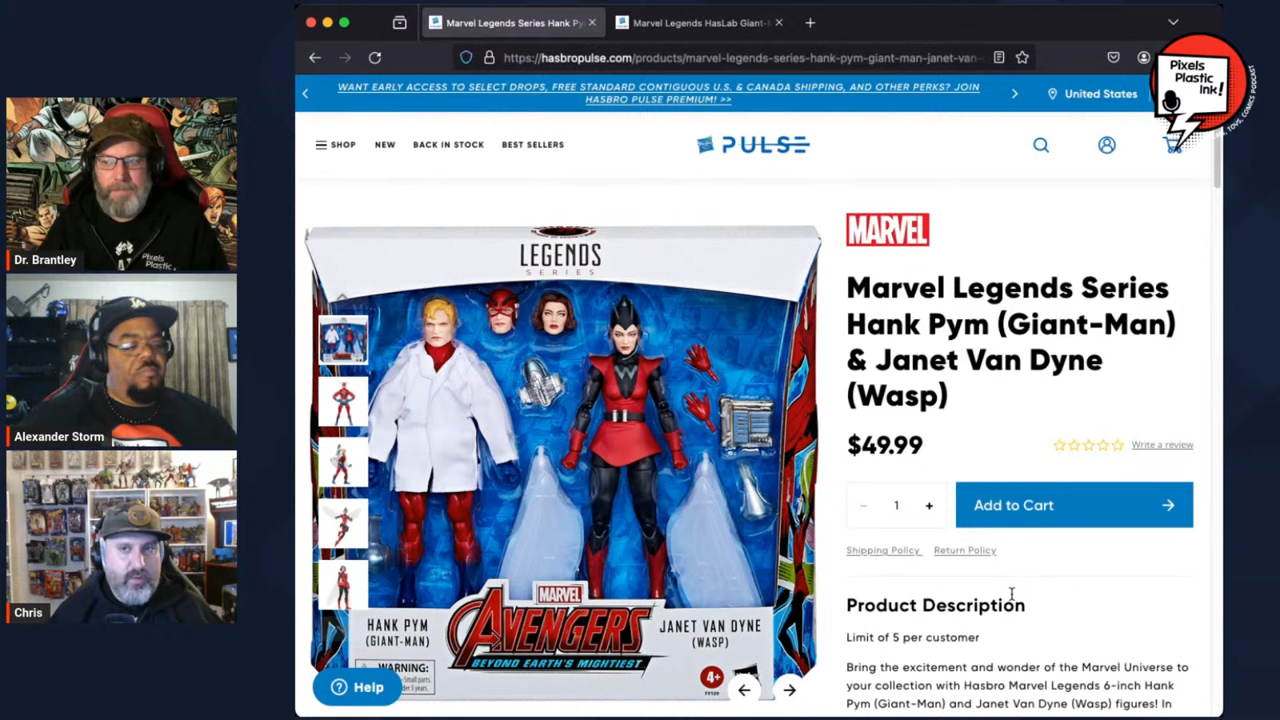 Marvel Legends Series Hank Py
Marvel Legends HasLab Giant-
https://hasbropulse.com/products/marvel-legends-series-hank-pym-giant-man-janet-van-
WANT EARLY ACCESS TO SELECT DROPS, FREE STANDARD CONTIGUOUS U.S. & CANADA SHIPPING, AND OTHER PERKS? JOIN
HASBRO PULSE PREMIUM! >>
United States
Pixels
Plastic
Ink!
TOYS, COMICS PODCAST
SHOP
NEW
BACK IN STOCK
BEST SELLERS
PULSE
Pixels
Plastic
Dr. Brantley
Alexander Storm
Chris
LEGENDS
SERIES
HANK PYM
(GIANT-MAN)
MARVEL
AVENGERS
BEYOND EARTH'S MIGHTIEST
JANET VAN DYNE
(WASP)
WARNING:
Small parts.
4+
Help
MARVEL
Marvel Legends Series
Hank Pym (Giant-Man)
& Janet Van Dyne
(Wasp)
$49.99
Write a review
− 1 +
Add to Cart
Shipping Policy
Return Policy
Product Description
Limit of 5 per customer
Bring the excitement and wonder of the Marvel Universe to
your collection with Hasbro Marvel Legends 6-inch Hank
Pym (Giant-Man) and Janet Van Dyne (Wasp) figures! In